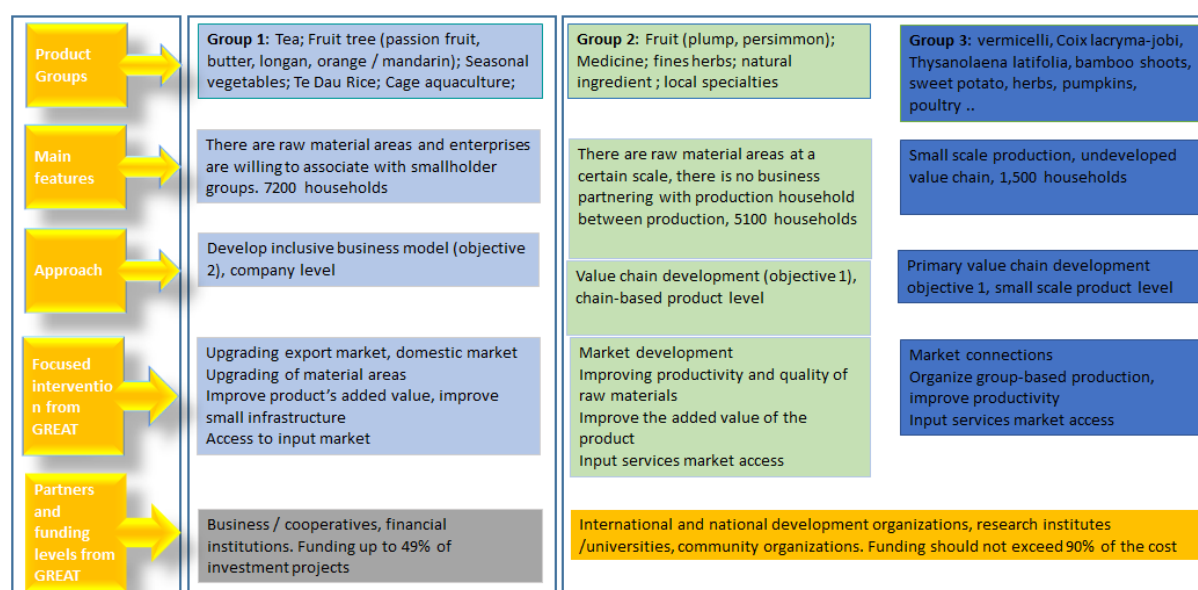 Product
Groups
Group 1: Tea; Fruit tree (passion fruit,
butter, longan, orange / mandarin); Seasonal
vegetables; Te Dau Rice; Cage aquaculture;
Group 2: Fruit (plump, persimmon);
Medicine; fines herbs; natural
ingredient ; local specialties
Group 3: vermicelli, Coix lacryma-jobi,
Thysanolaena latifolia, bamboo shoots,
sweet potato, herbs, pumpkins,
poultry ..
Main
features
There are raw material areas and enterprises
are willing to associate with smallholder
groups. 7200 households
There are raw material areas at a
certain scale, there is no business
partnering with production household
between production, 5100 households
Small scale production, undeveloped
value chain, 1,500 households
Approach
Develop inclusive business model (objective
2), company level
Value chain development (objective 1),
chain-based product level
Primary value chain development
objective 1, small scale product level
Focused
interventio
n from
GREAT
Upgrading export market, domestic market
Upgrading of material areas
Improve product's added value, improve
small infrastructure
Access to input market
Market development
Improving productivity and quality of
raw materials
Improve the added value of the
product
Input services market access
Market connections
Organize group-based production,
improve productivity
Input services market access
Partners
and
funding
levels from
GREAT
Business / cooperatives, financial
institutions. Funding up to 49% of
investment projects
International and national development organizations, research institutes
/universities, community organizations. Funding should not exceed 90% of the cost